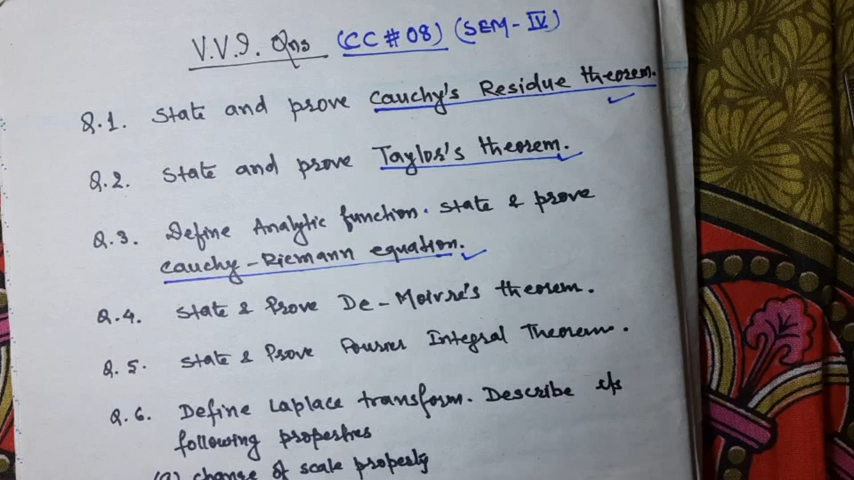 V.V.I. Qns (CC # 08) (SEM - IV)
Q.1. State and prove Cauchy's Residue theorem.
Q.2. State and prove Taylor's theorem.
Q.3. Define Analytic function. State & prove
Cauchy - Riemann equation.
Q.4. State & Prove De - Moivre's theorem.
Q.5. State & Prove Fourier Integral Theorem.
Q.6. Define Laplace transform. Describe its
following properties
(a) change of scale property